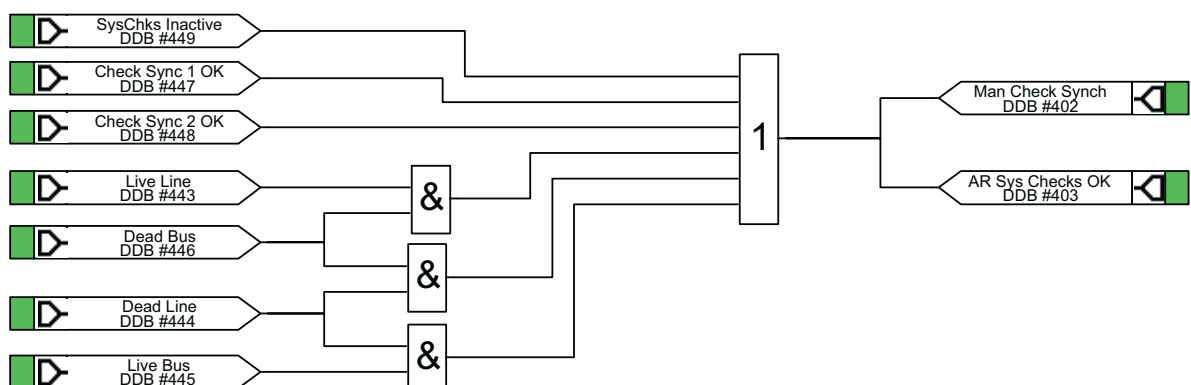 SysChks Inactive
DDB #449
Check Sync 1 OK
DDB #447
Check Sync 2 OK
DDB #448
Live Line
DDB #443
Dead Bus
DDB #446
Dead Line
DDB #444
Live Bus
DDB #445
&
&
&
1
Man Check Synch
DDB #402
AR Sys Checks OK
DDB #403